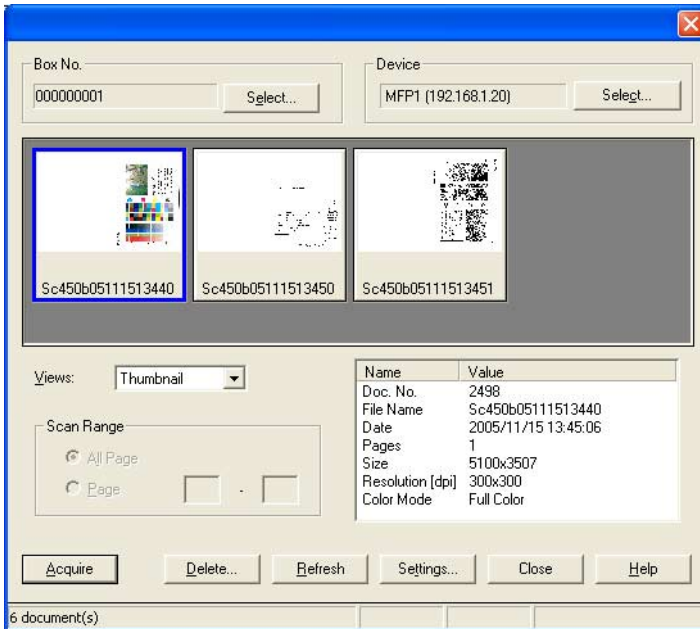 Box No.
000000001
Select...
Device
MFP1 (192.168.1.20)
Select...
Sc450b05111513440
Sc450b05111513450
Sc450b05111513451
Views:
Thumbnail
Scan Range
All Page
Page
-
Name Value
Doc. No. 2498
File Name Sc450b05111513440
Date 2005/11/15 13:45:06
Pages 1
Size 5100x3507
Resolution [dpi] 300x300
Color Mode Full Color
Acquire Delete... Refresh Settings... Close Help
6 document(s)